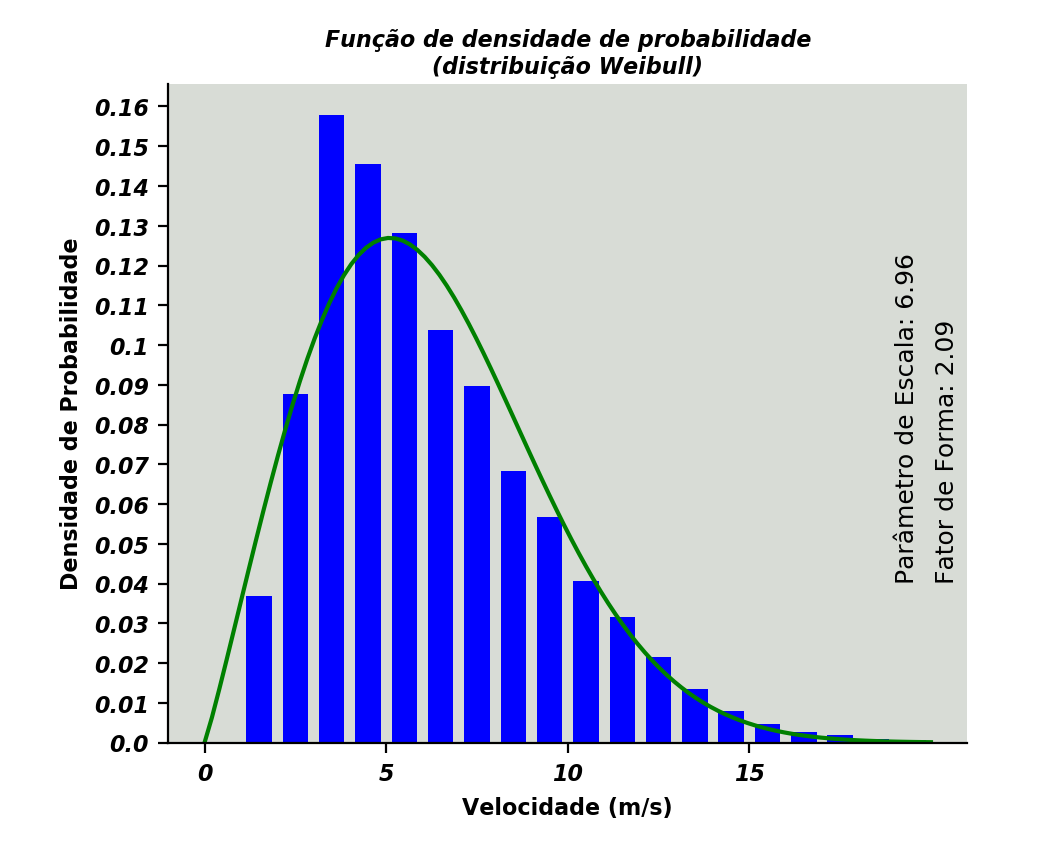 Função de densidade de probabilidade
(distribuição Weibull)
Densidade de Probabilidade
0.16
0.15
0.14
0.13
0.12
0.11
0.1
0.09
0.08
0.07
0.06
0.05
0.04
0.03
0.02
0.01
0.0
Parâmetro de Escala: 6.96
Fator de Forma: 2.09
0 5 10 15
Velocidade (m/s)